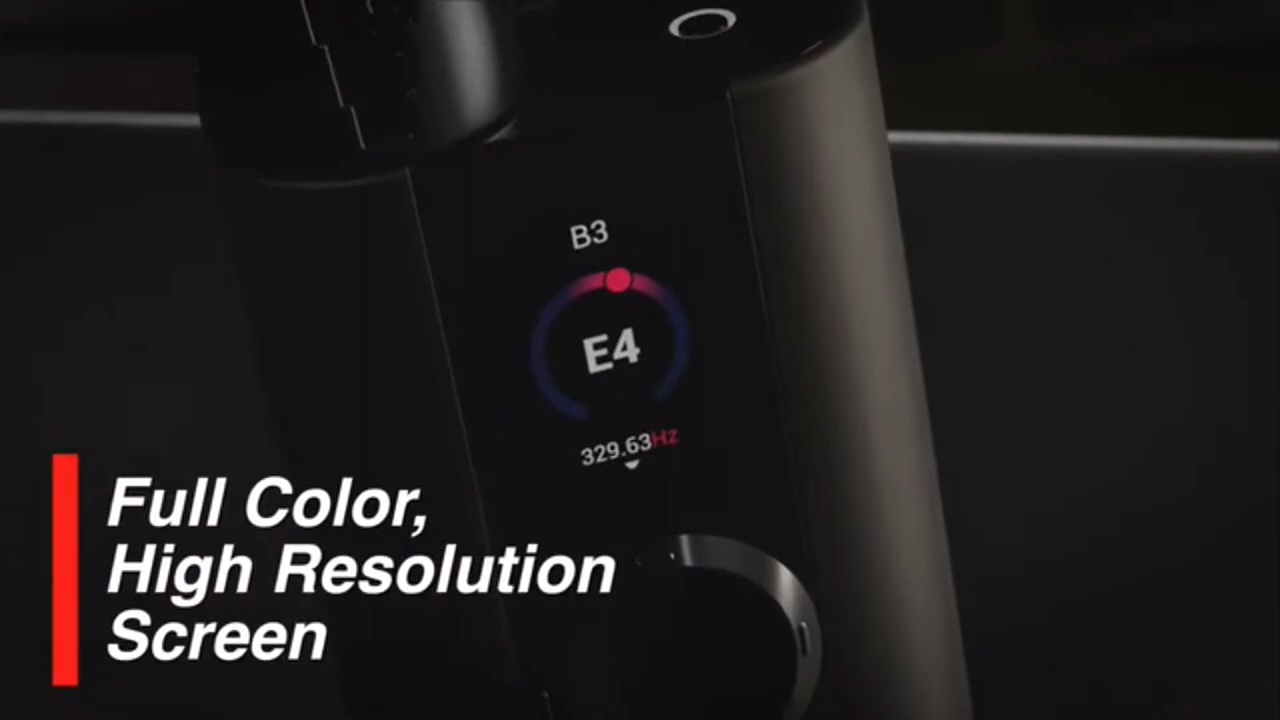 B3
E4
329.63Hz
Full Color,
High Resolution
Screen